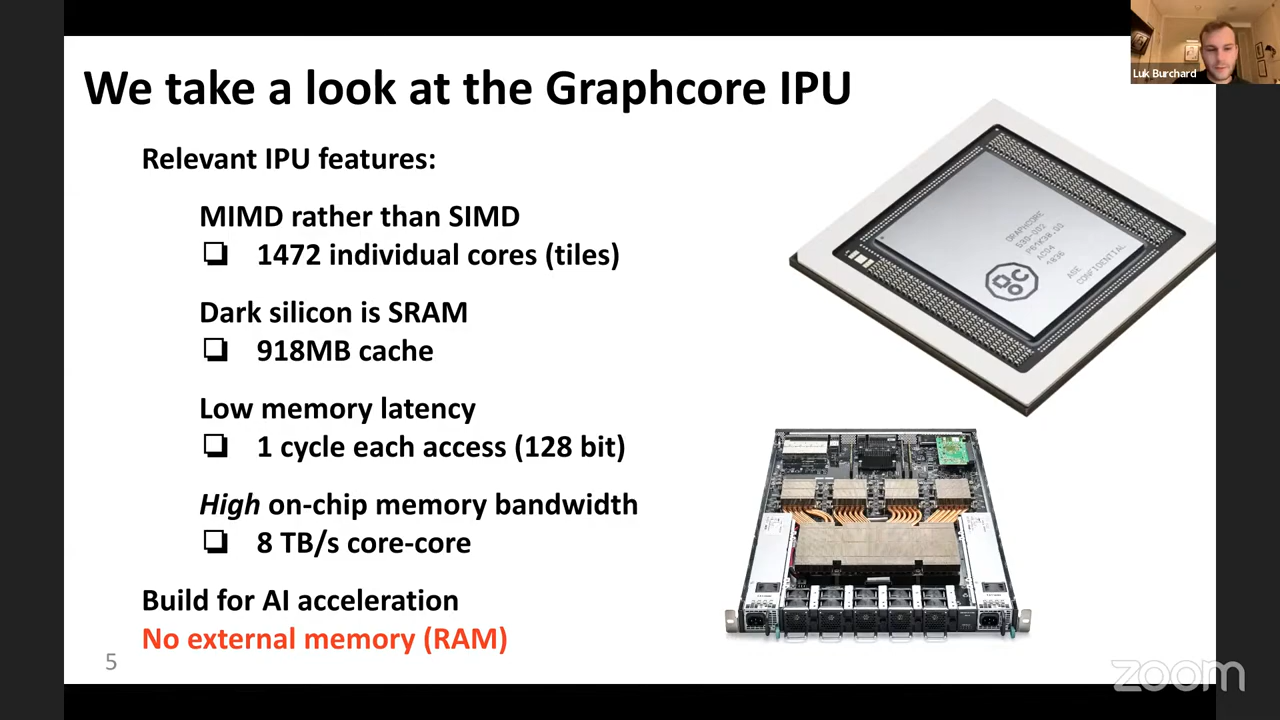 We take a look at the Graphcore IPU
Luk Burchard
Relevant IPU features:
MIMD rather than SIMD
❏ 1472 individual cores (tiles)
Dark silicon is SRAM
❏ 918MB cache
Low memory latency
❏ 1 cycle each access (128 bit)
High on-chip memory bandwidth
❏ 8 TB/s core-core
Build for AI acceleration
No external memory (RAM)
5
GRAPHCORE
CONFIDENTIAL
zoom